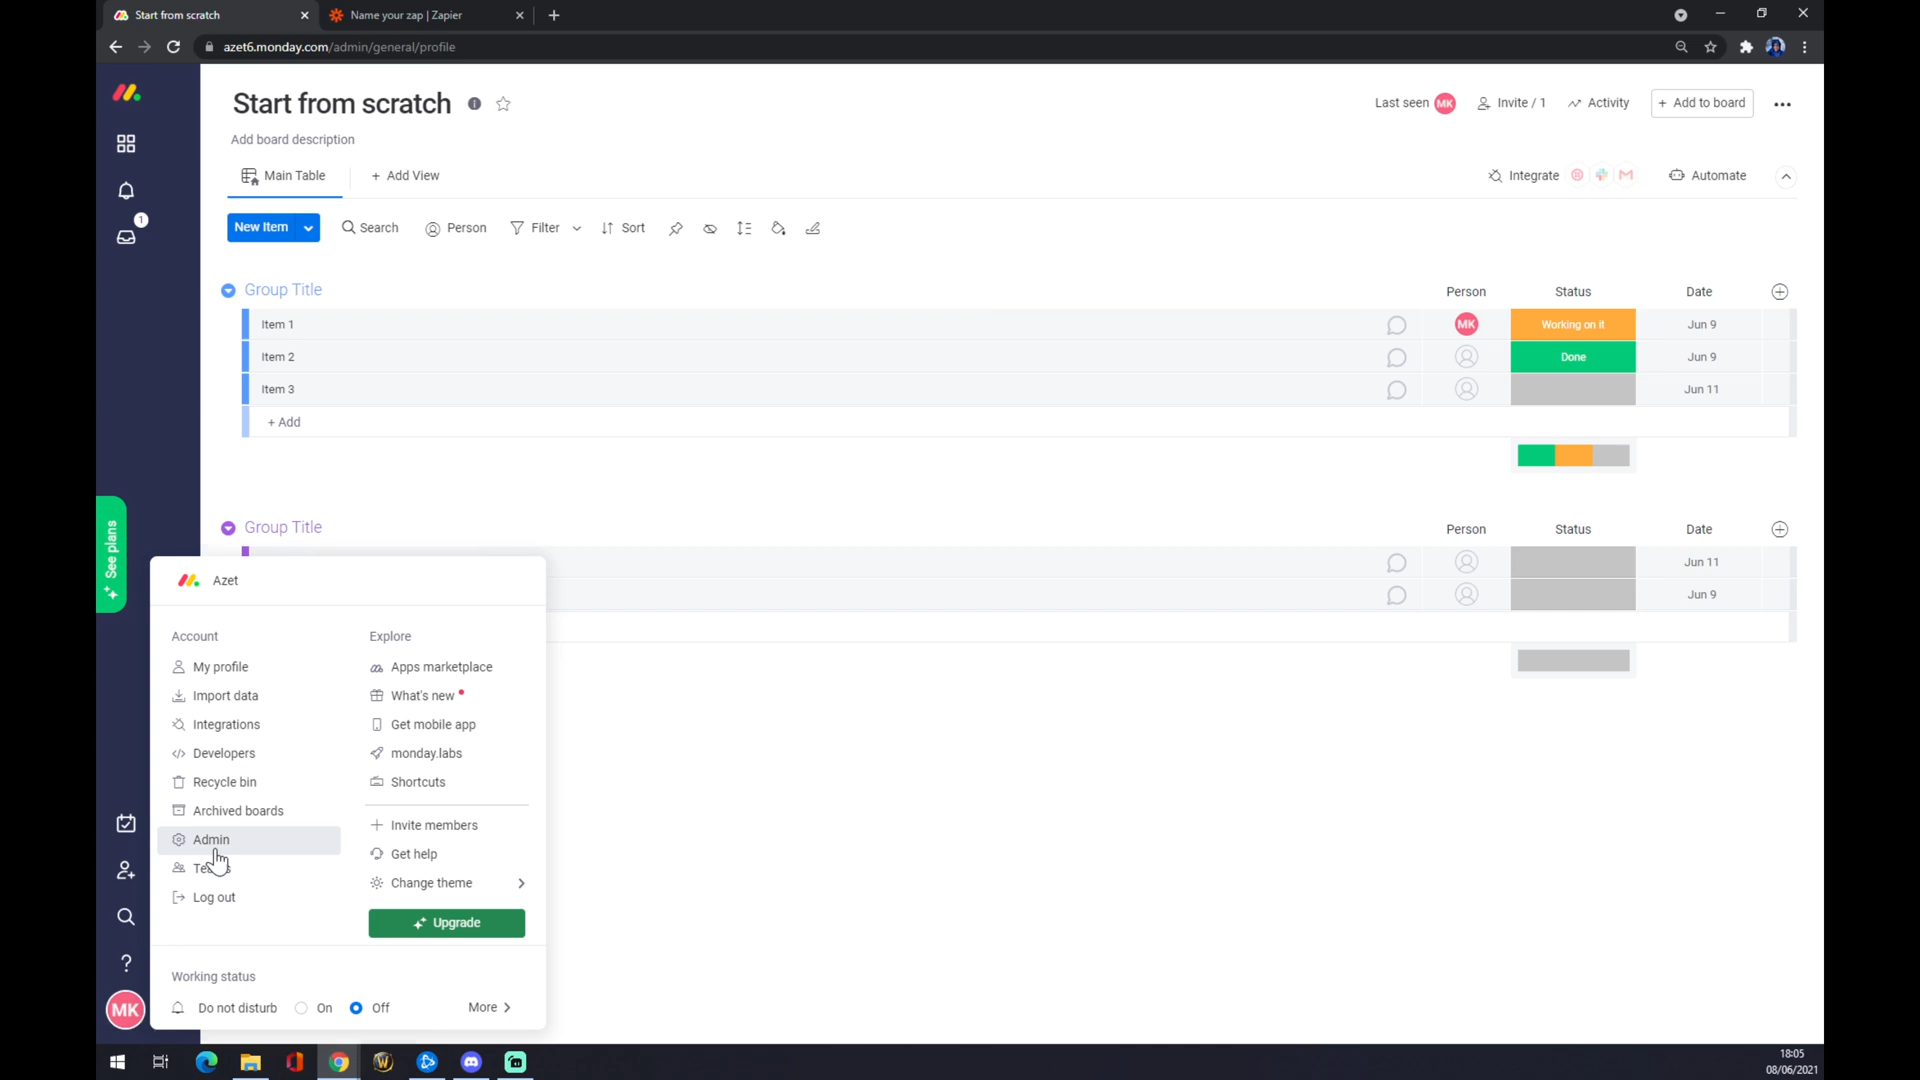 Start from scratch
Name your zap | Zapier
azet6.monday.com/admin/general/profile
Start from scratch
Last seen MK
Invite / 1
Activity
+ Add to board
Add board description
Main Table
+ Add View
Integrate
Automate
1
New Item
Search
Person
Filter
Sort
Group Title
Person
Status
Date
Item 1
MK
Working on it
Jun 9
Item 2
Done
Jun 9
Item 3
Jun 11
+ Add
Group Title
Person
Status
Date
Jun 11
Jun 9
See plans
Azet
Account
Explore
My profile
Apps marketplace
Import data
What's new
Integrations
Get mobile app
Developers
monday.labs
Recycle bin
Shortcuts
Archived boards
Invite members
Admin
Get help
Change theme
Log out
Upgrade
Working status
Do not disturb
On
Off
More
MK
18:05
08/06/2021